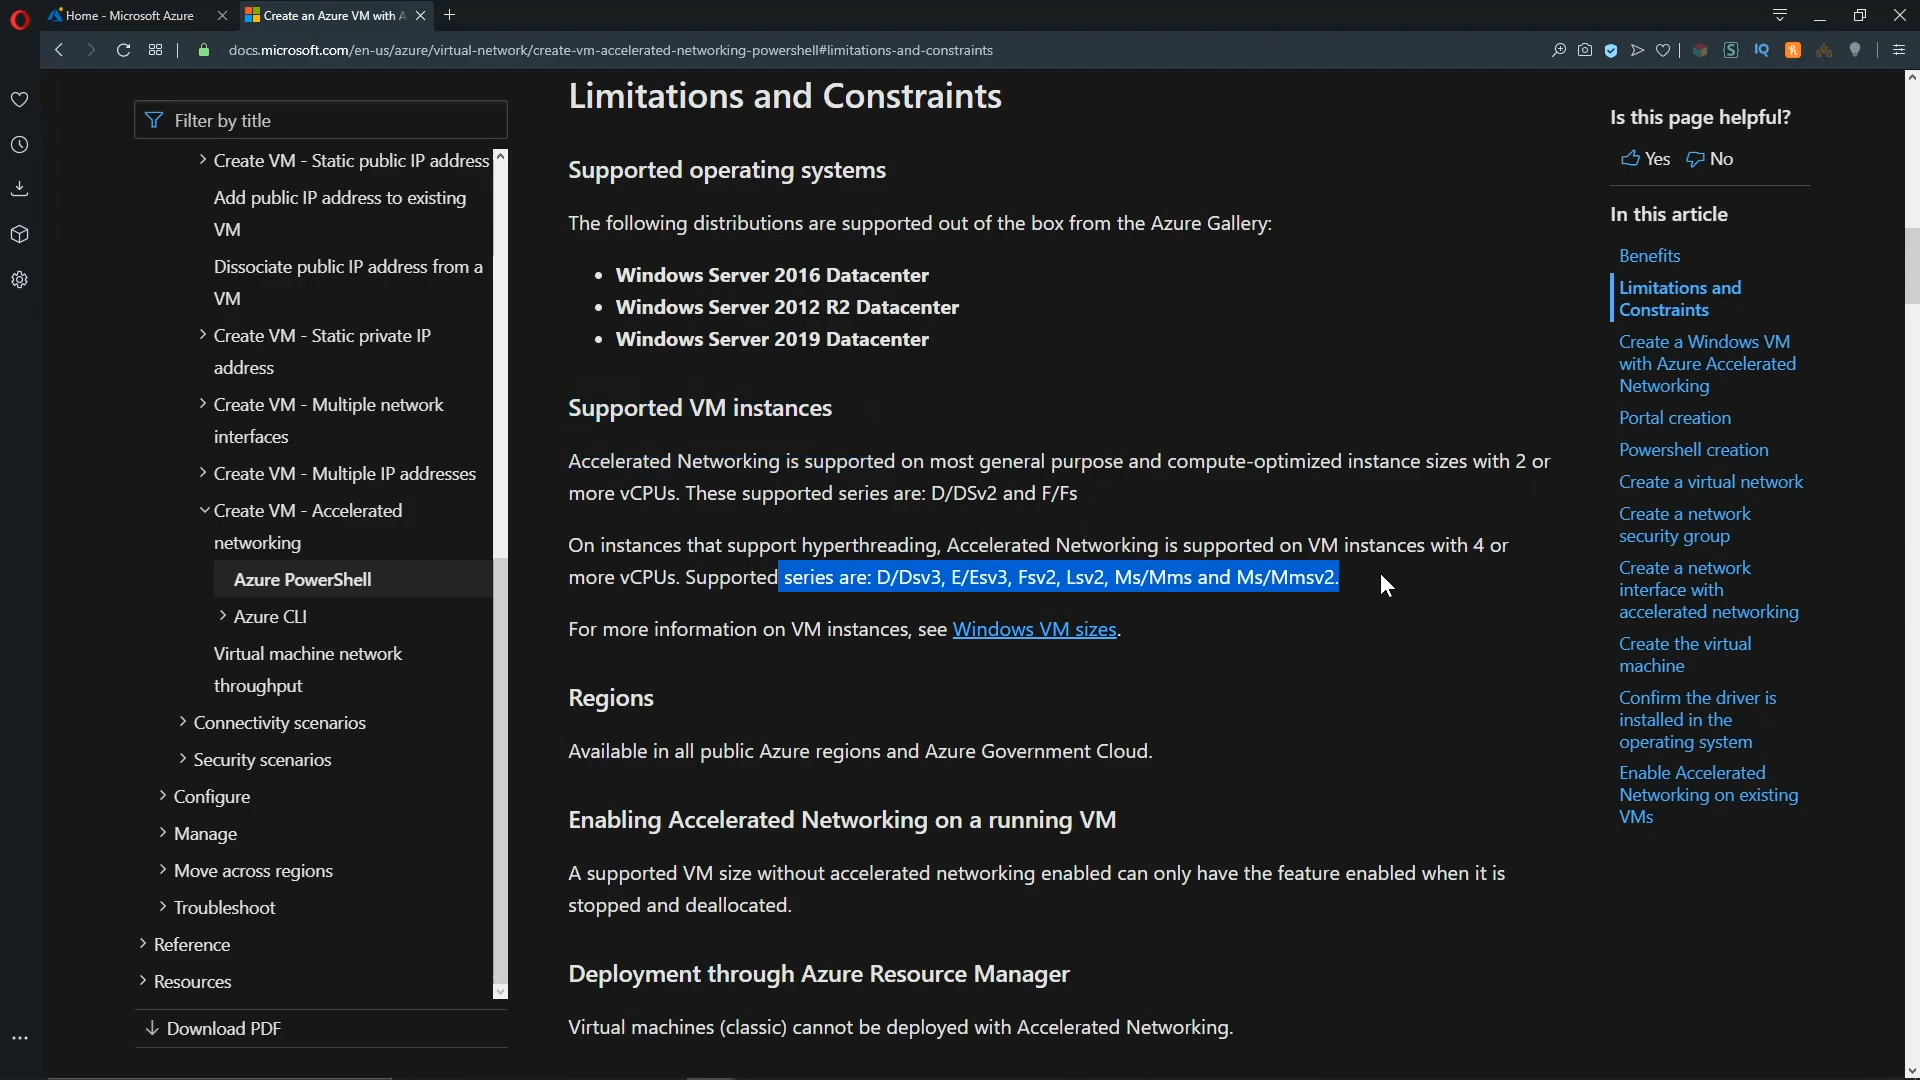 Home - Microsoft Azure
Create an Azure VM with A
docs.microsoft.com/en-us/azure/virtual-network/create-vm-accelerated-networking-powershell#limitations-and-constraints
Filter by title
Create VM - Static public IP address
Add public IP address to existing
VM
Dissociate public IP address from a
VM
Create VM - Static private IP
address
Create VM - Multiple network
interfaces
Create VM - Multiple IP addresses
Create VM - Accelerated
networking
Azure PowerShell
Azure CLI
Virtual machine network
throughput
Connectivity scenarios
Security scenarios
Configure
Manage
Move across regions
Troubleshoot
Reference
Resources
Download PDF
Limitations and Constraints
Supported operating systems
The following distributions are supported out of the box from the Azure Gallery:
• Windows Server 2016 Datacenter
• Windows Server 2012 R2 Datacenter
• Windows Server 2019 Datacenter
Supported VM instances
Accelerated Networking is supported on most general purpose and compute-optimized instance sizes with 2 or
more vCPUs. These supported series are: D/DSv2 and F/Fs
On instances that support hyperthreading, Accelerated Networking is supported on VM instances with 4 or
more vCPUs. Supported series are: D/Dsv3, E/Esv3, Fsv2, Lsv2, Ms/Mms and Ms/Mmsv2.
For more information on VM instances, see Windows VM sizes.
Regions
Available in all public Azure regions and Azure Government Cloud.
Enabling Accelerated Networking on a running VM
A supported VM size without accelerated networking enabled can only have the feature enabled when it is
stopped and deallocated.
Deployment through Azure Resource Manager
Virtual machines (classic) cannot be deployed with Accelerated Networking.
Is this page helpful?
Yes No
In this article
Benefits
Limitations and
Constraints
Create a Windows VM
with Azure Accelerated
Networking
Portal creation
Powershell creation
Create a virtual network
Create a network
security group
Create a network
interface with
accelerated networking
Create the virtual
machine
Confirm the driver is
installed in the
operating system
Enable Accelerated
Networking on existing
VMs